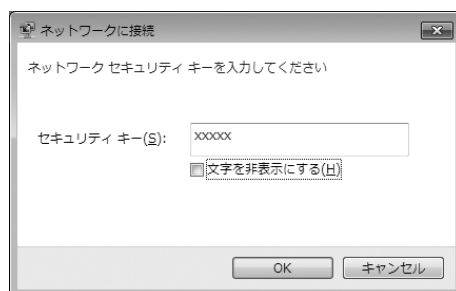 ネットワークに接続
ネットワーク セキュリティ キーを入力してください
セキュリティ キー(S): xxxxx
文字を非表示にする(H)
OK キャンセル